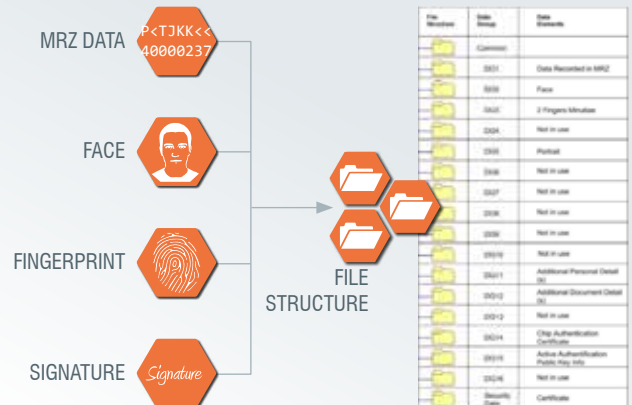 MRZ DATA
P<TJKK<<
40000237
FACE
FINGERPRINT
SIGNATURE
Signature
FILE
STRUCTURE
File Structure
Data Group
Data Elements
Common
DG1
Data Recorded in MRZ
DG2
Face
DG3
2 Fingers Minutiae
DG4
Not in use
DG5
Portrait
DG6
Not in use
DG7
Not in use
DG8
Not in use
DG9
Not in use
DG10
Not in use
DG11
Additional Personal Detail
(s)
DG12
Additional Document Detail
(s)
DG13
Not in use
DG14
Chip Authentication
Certificate
DG15
Active Authentification
Public Key Info
DG16
Not in use
Security
Data
Certificate